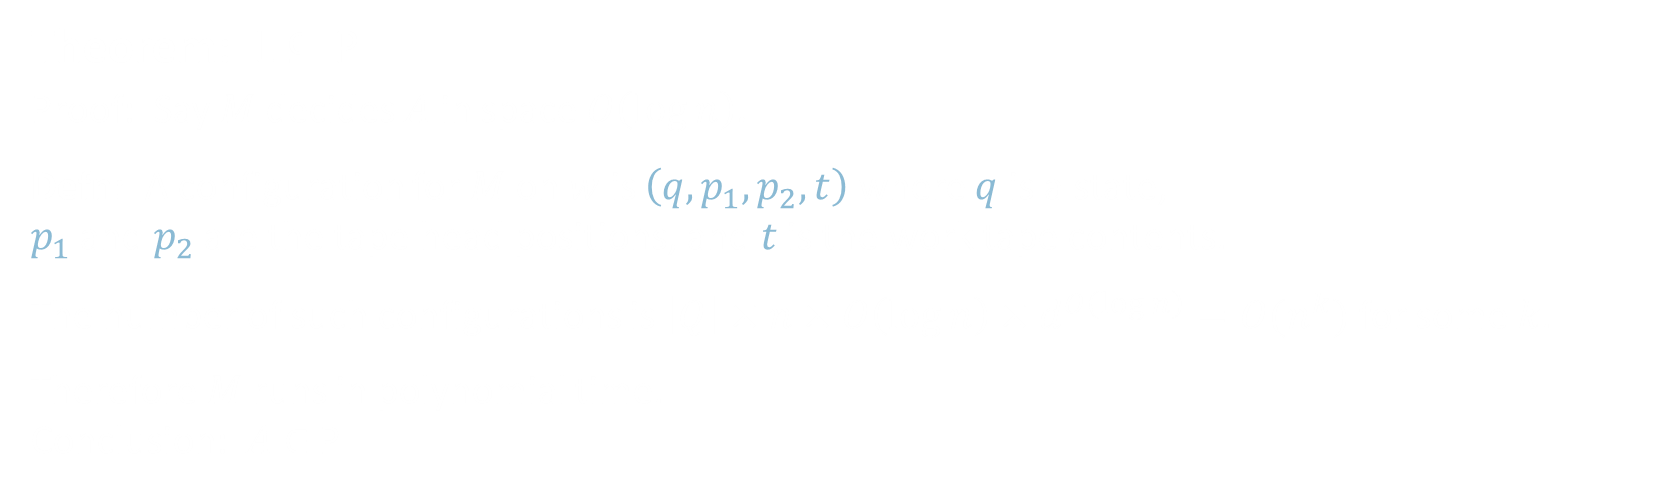 (q, p₁, p₂, t) q
p₁ p₂ t